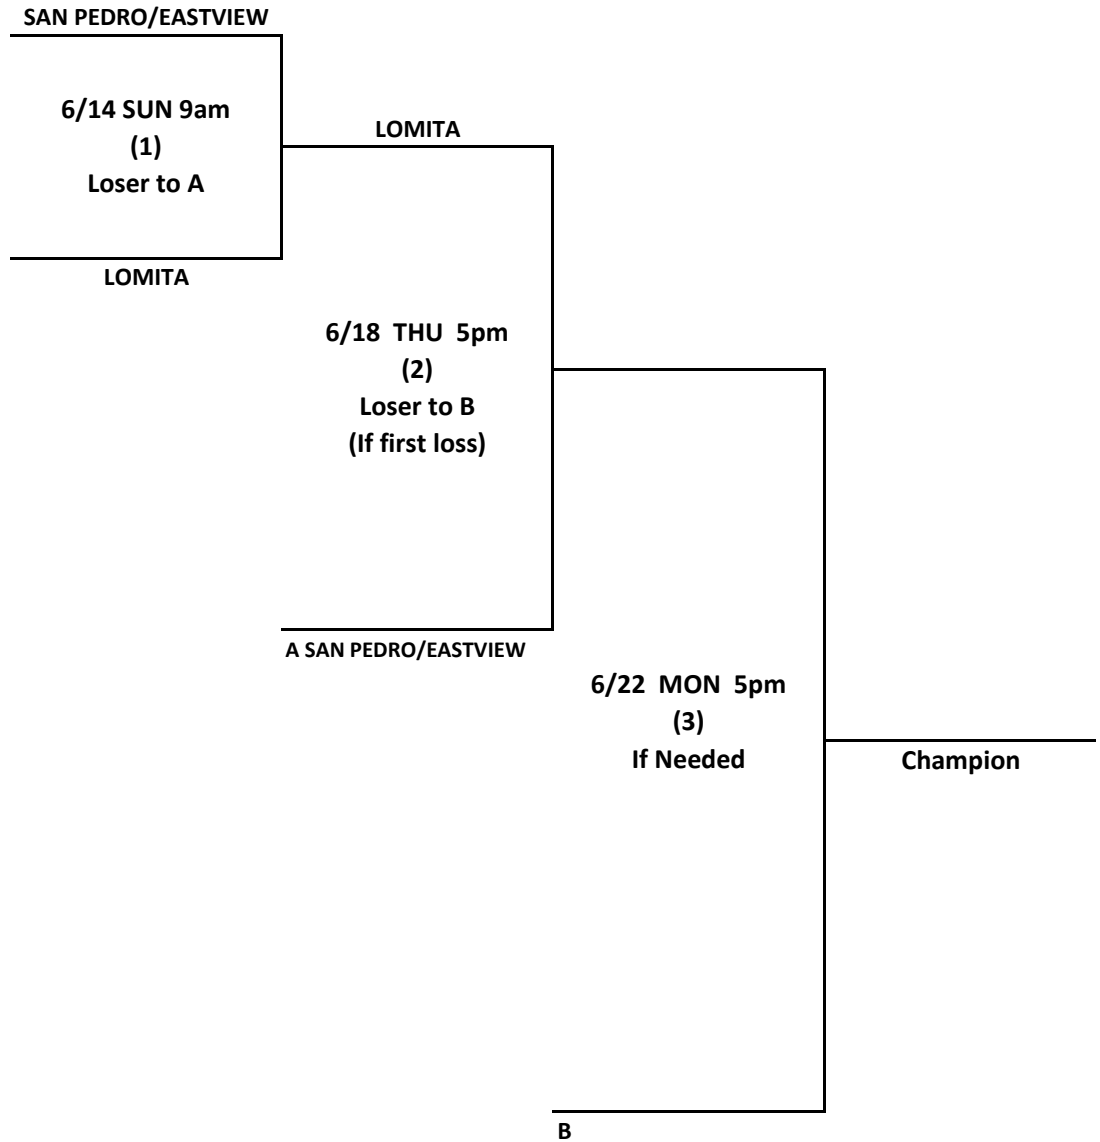 SAN PEDRO/EASTVIEW
6/14 SUN 9am
(1)
Loser to A
LOMITA
LOMITA
6/18  THU  5pm
(2)
Loser to B
(If first loss)
A SAN PEDRO/EASTVIEW
6/22  MON  5pm
(3)
If Needed
Champion
B